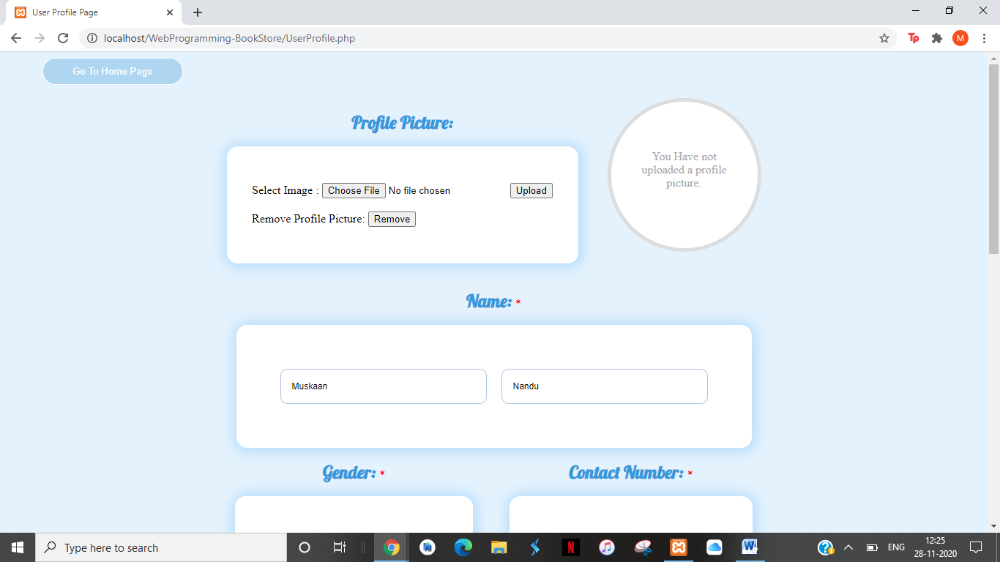 User Profile Page
localhost/WebProgramming-BookStore/UserProfile.php
Tp
M
Go To Home Page
Profile Picture:
Select Image : Choose File No file chosen Upload
Remove Profile Picture: Remove
You Have not
uploaded a profile
picture.
Name: *
Muskaan
Nandu
Gender: *
Contact Number: *
Type here to search
N
W
?
ENG
12:25
28-11-2020